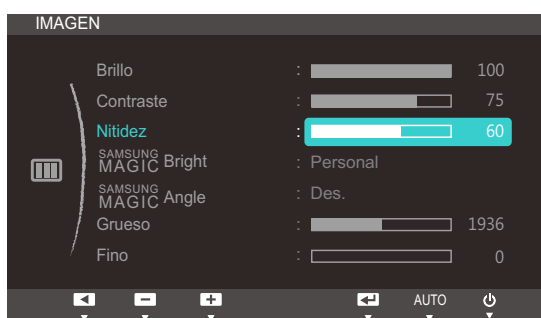 IMAGEN
Brillo : 100
Contraste : 75
Nitidez : 60
SAMSUNG MAGIC Bright : Personal
SAMSUNG MAGIC Angle : Des.
Grueso : 1936
Fino : 0
AUTO